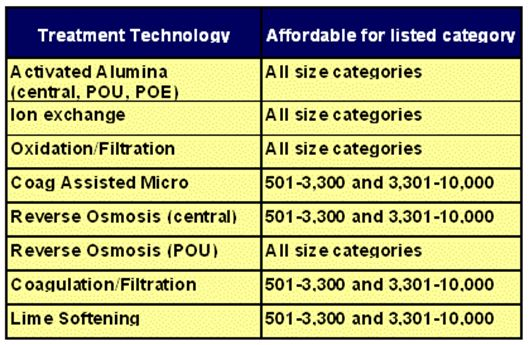 Treatment Technology Affordable for listed category
Activated Alumina All size categories
(central, POU, POE)
Ion exchange All size categories
Oxidation/Filtration All size categories
Coag Assisted Micro 501-3,300 and 3,301-10,000
Reverse Osmosis (central) 501-3,300 and 3,301-10,000
Reverse Osmosis (POU) All size categories
Coagulation/Filtration 501-3,300 and 3,301-10,000
Lime Softening 501-3,300 and 3,301-10,000